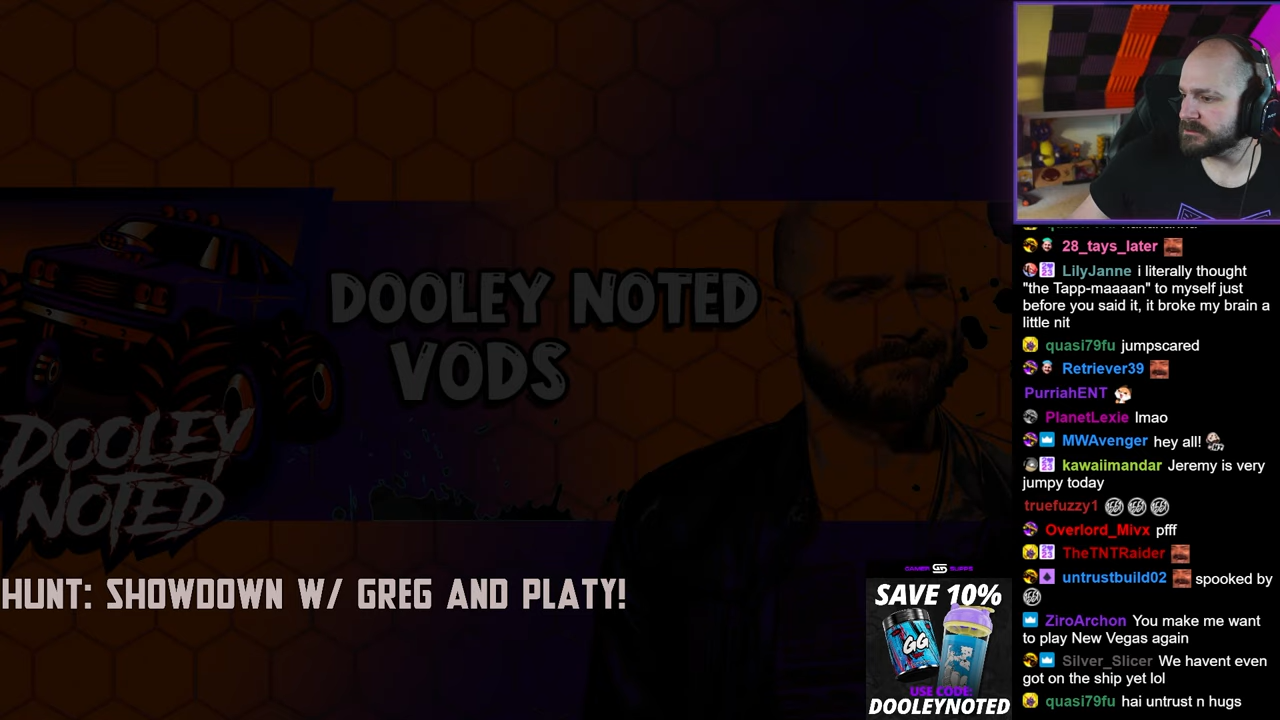 DOOLEY NOTED
VODS
DOOLEY
NOTED
HUNT: SHOWDOWN W/ GREG AND PLATY!
GAMER SUPPS
SAVE 10%
GG
USE CODE:
DOOLEYNOTED
28_tays_later
LilyJanne i literally thought
"the Tapp-maaaan" to myself just
before you said it, it broke my brain a
little nit
quasi79fu jumpscared
Retriever39
PurriahENT
PlanetLexie lmao
MWAvenger hey all!
kawaiimandar Jeremy is very
jumpy today
truefuzzy1
Overlord_Mivx pfff
TheTNTRaider
untrustbuild02 spooked by
ZiroArchon You make me want
to play New Vegas again
Silver_Slicer We havent even
got on the ship yet lol
quasi79fu hai untrust n hugs